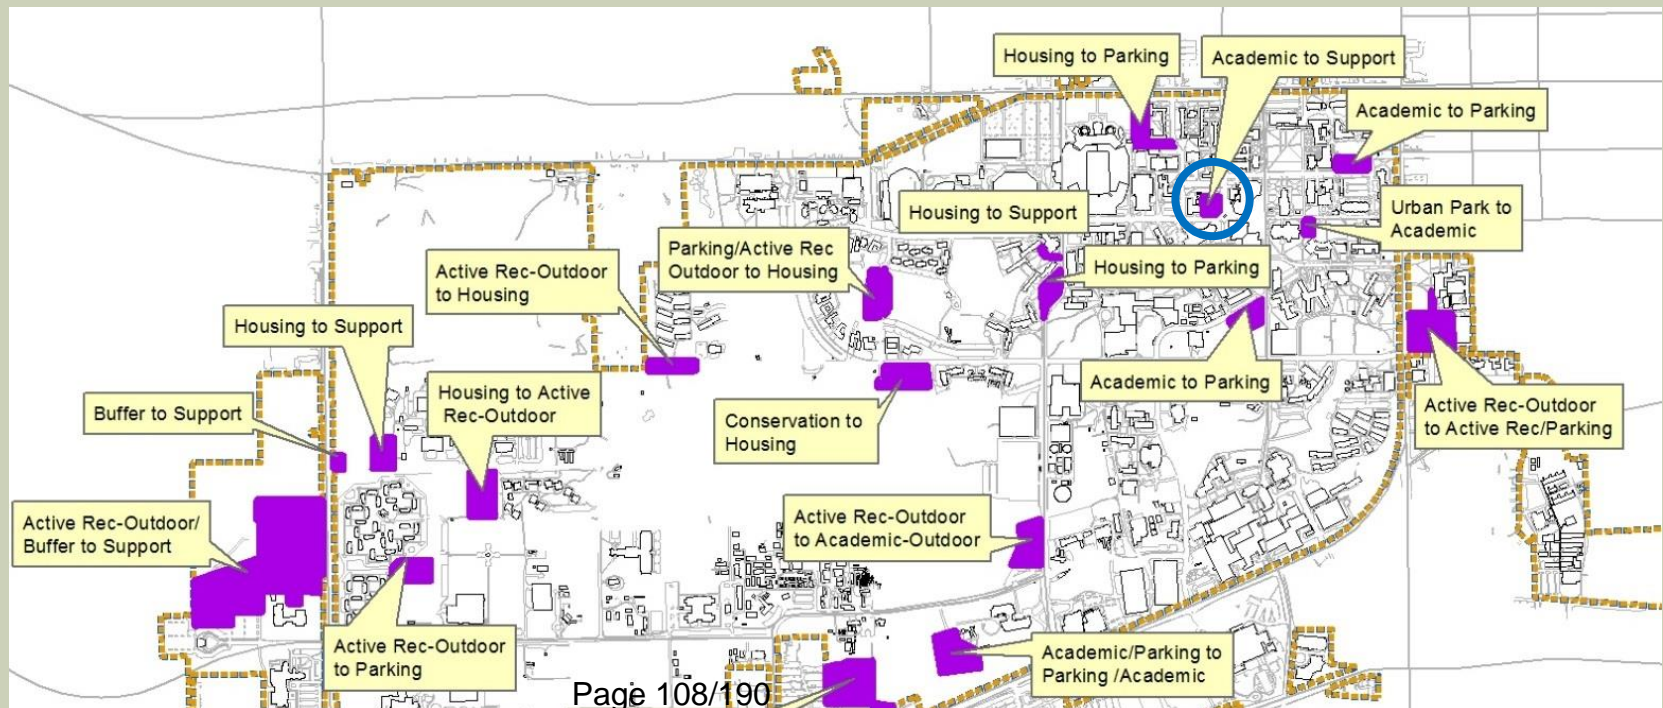 Housing to Parking
Academic to Support
Academic to Parking
Housing to Support
Urban Park to
Academic
Parking/Active Rec
Outdoor to Housing
Housing to Parking
Active Rec-Outdoor
to Housing
Housing to Support
Academic to Parking
Housing to Active
Rec-Outdoor
Buffer to Support
Conservation to
Housing
Active Rec-Outdoor
to Active Rec/Parking
Active Rec-Outdoor/
Buffer to Support
Active Rec-Outdoor
to Academic-Outdoor
Active Rec-Outdoor
to Parking
Academic/Parking to
Parking /Academic
Page 108/190